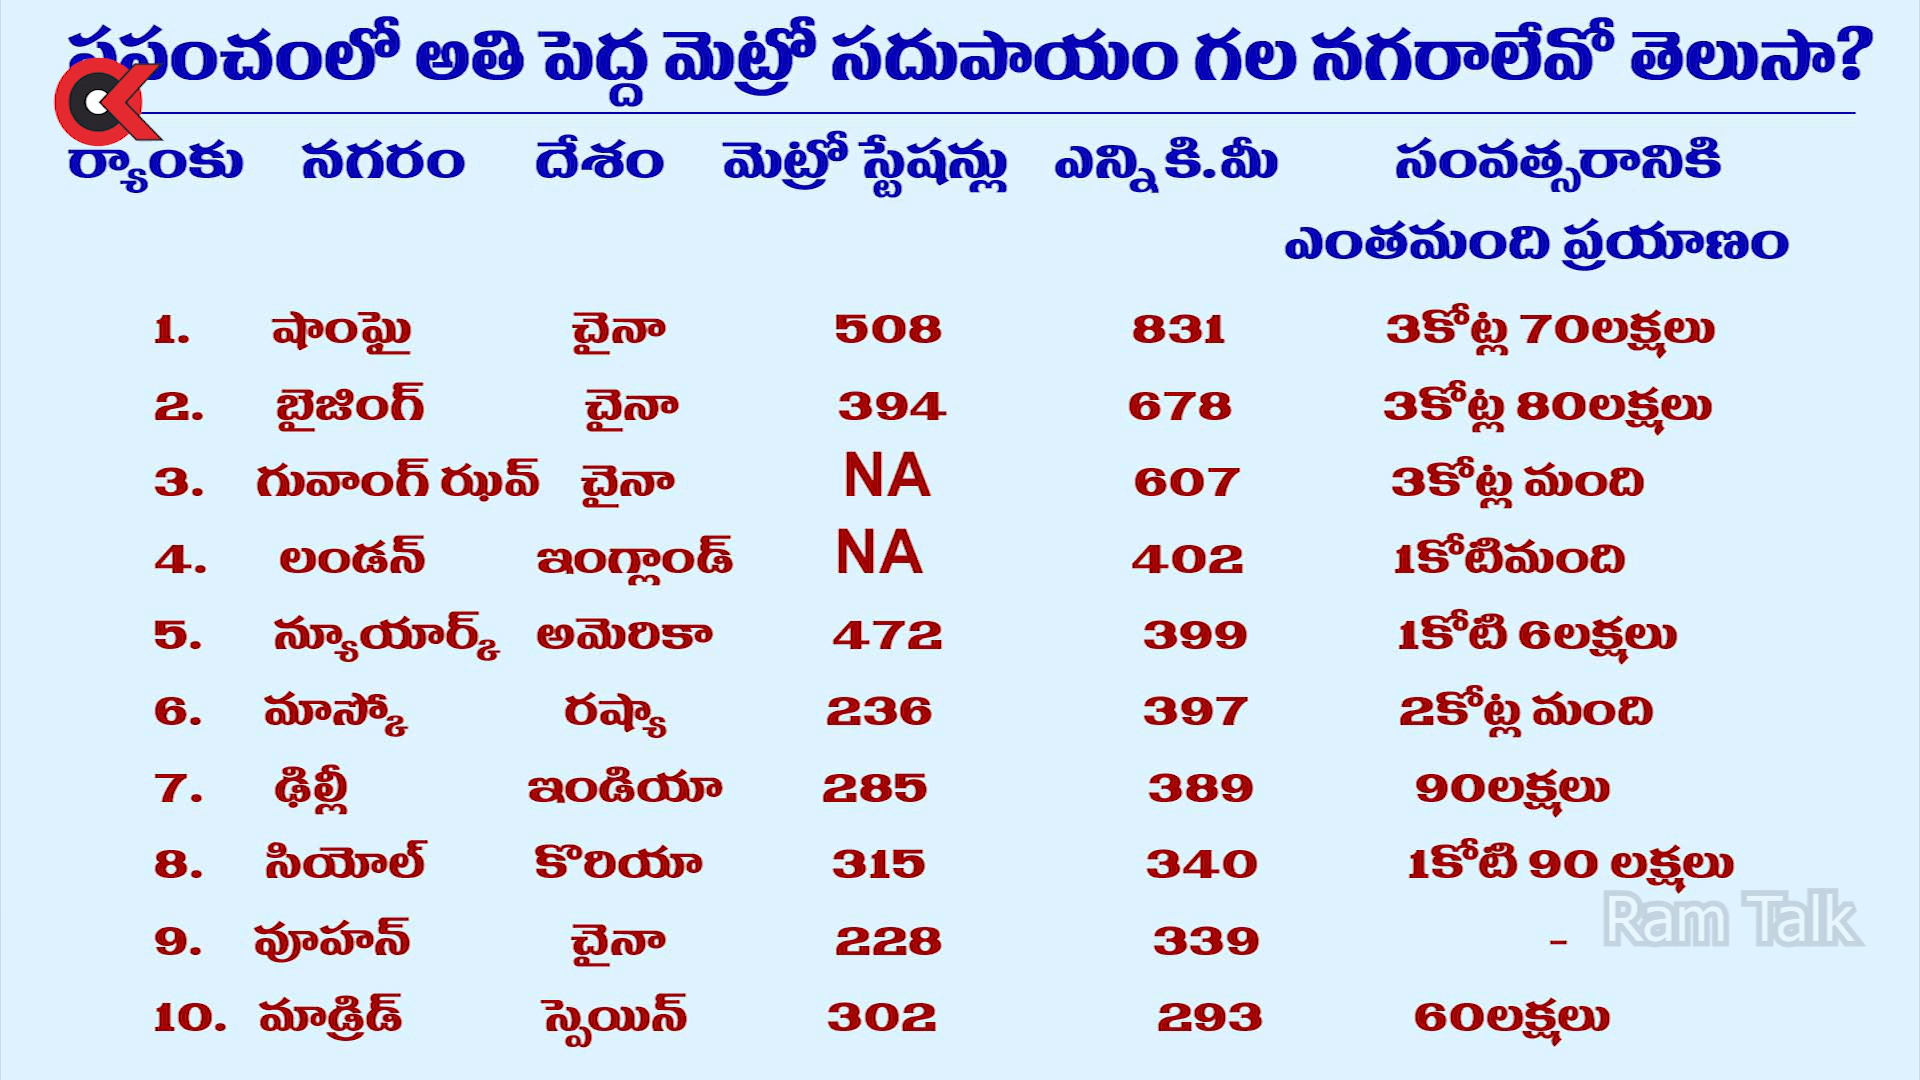 ప్రపంచంలో అతి పెద్ద మెట్రో సదుపాయం గల నగరాలేవో తెలుసా?
ర్యాంకు నగరం దేశం మెట్రో స్టేషన్లు ఎన్ని కి.మీ సంవత్సరానికి
ఎంతమంది ప్రయాణం
1. షాంఘై చైనా 508 831 3కోట్ల 70లక్షలు
2. బైజింగ్ చైనా 394 678 3కోట్ల 80లక్షలు
3. గువాంగ్ ఝవ్ చైనా NA 607 3కోట్ల మంది
4. లండన్ ఇంగ్లాండ్ NA 402 1కోటిమంది
5. న్యూయార్క్ అమెరికా 472 399 1కోటి 6లక్షలు
6. మాస్కో రష్యా 236 397 2కోట్ల మంది
7. ఢిల్లీ ఇండియా 285 389 90లక్షలు
8. సియోల్ కొరియా 315 340 1కోటి 90 లక్షలు
9. వూహన్ చైనా 228 339 -
Ram Talk
10. మాడ్రిడ్ స్పెయిన్ 302 293 60లక్షలు